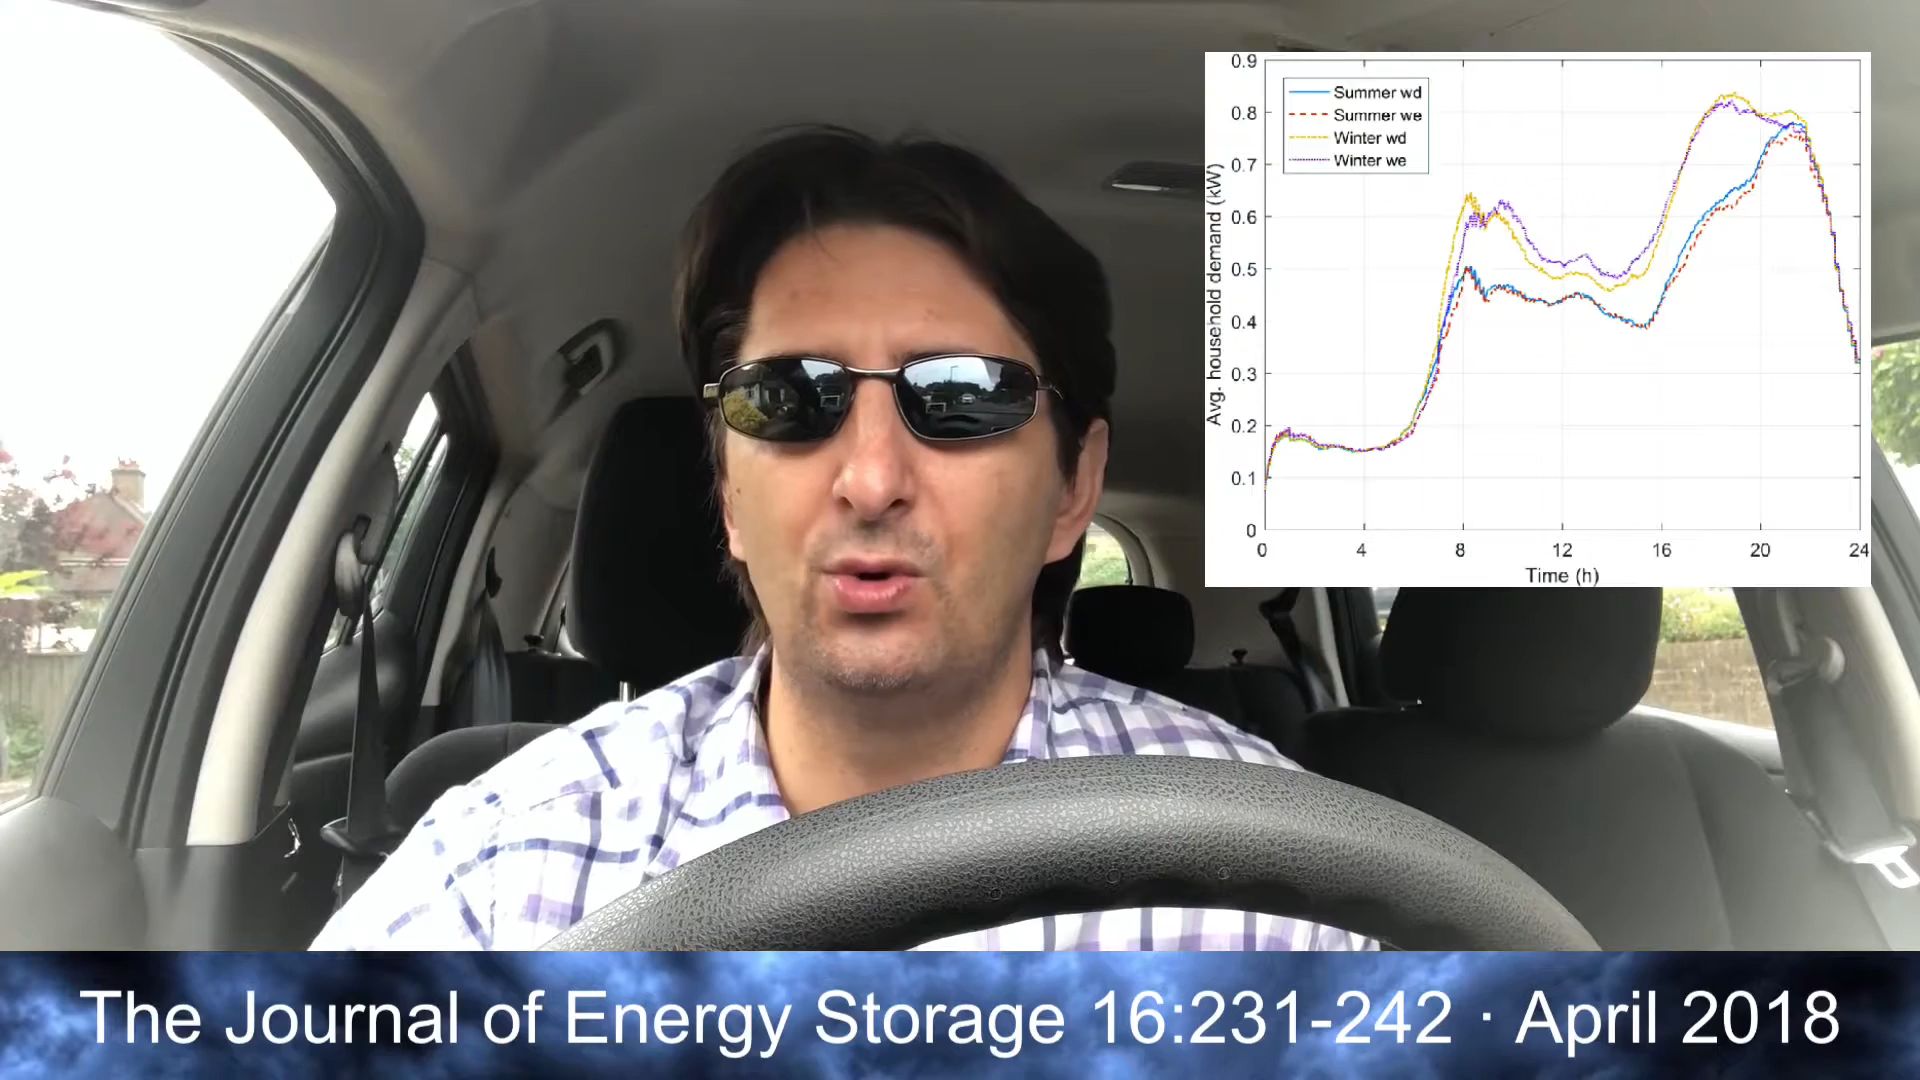 0.9
0.8
0.7
0.6
0.5
0.4
0.3
0.2
0.1
0
Summer wd
Summer we
Winter wd
Winter we
Avg. household demand (kW)
0 4 8 12 16 20 24
Time (h)
The Journal of Energy Storage 16:231-242 · April 2018